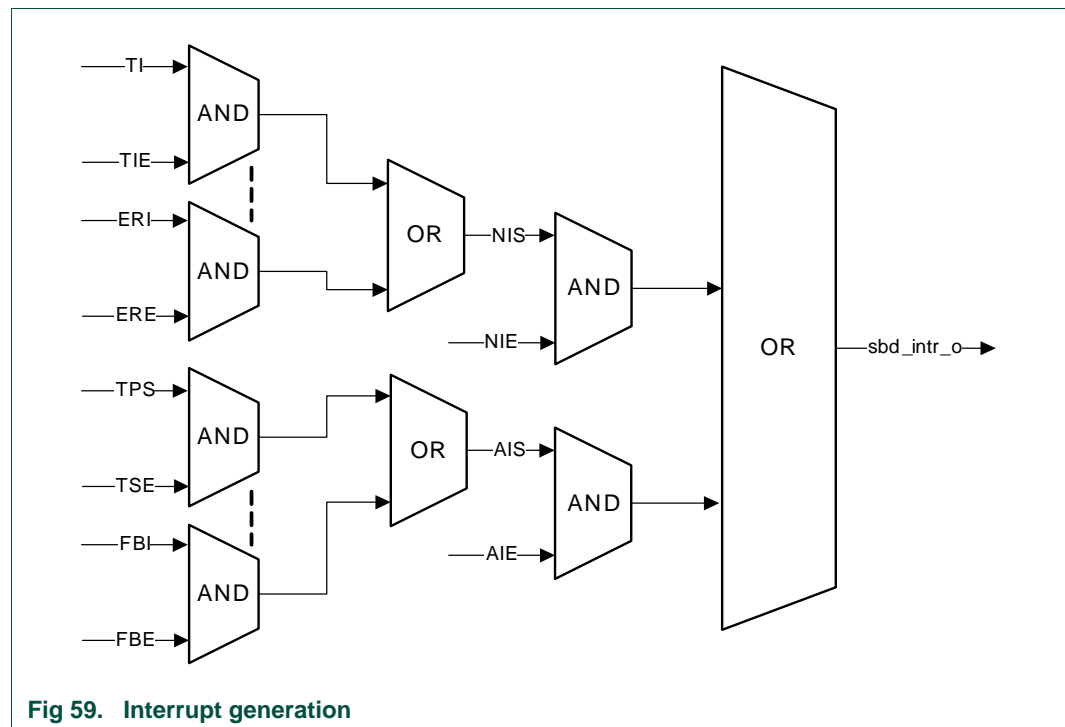 TI
AND
TIE
ERI
AND
ERE
OR
NIS
AND
NIE
TPS
AND
TSE
FBI
AND
FBE
OR
AIS
AND
AIE
OR
sbd_intr_o
Fig 59. Interrupt generation